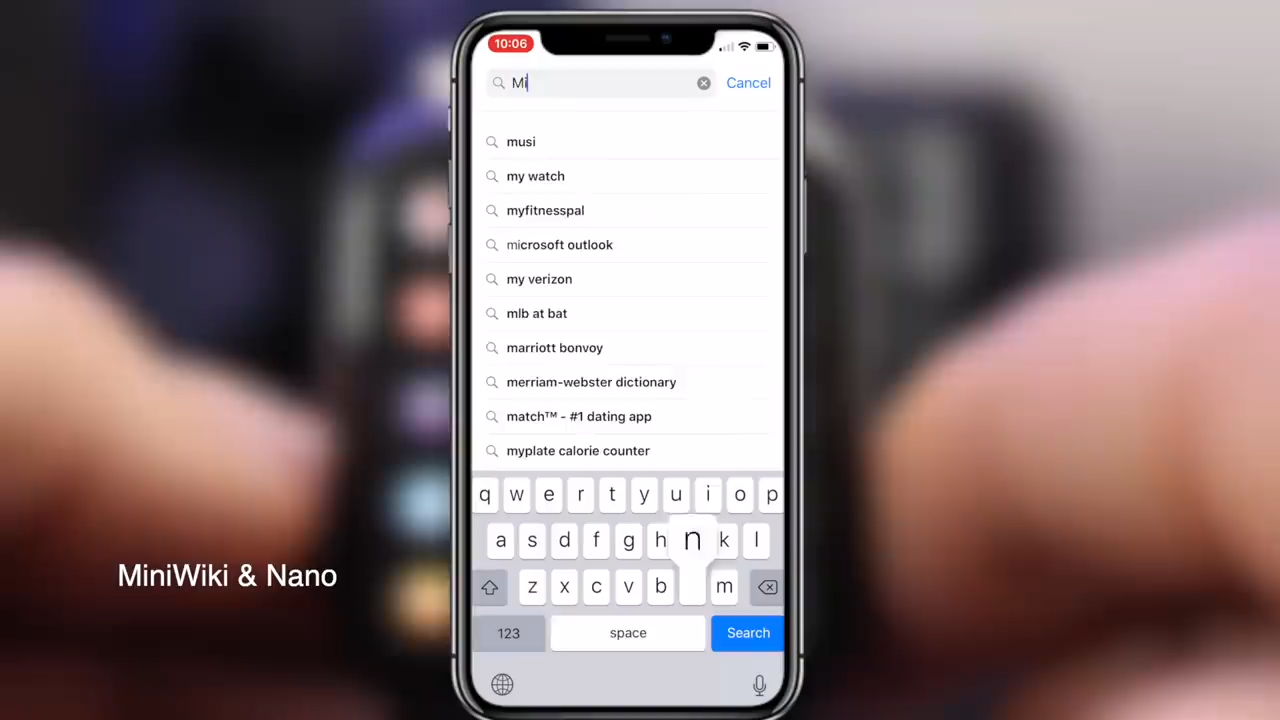 10:06
Mi
Cancel
musi
my watch
myfitnesspal
microsoft outlook
my verizon
mlb at bat
marriott bonvoy
merriam-webster dictionary
match™ - #1 dating app
myplate calorie counter
q w e r t y u i o p
a s d f g h n k l
z x c v b m
123 space Search
MiniWiki & Nano